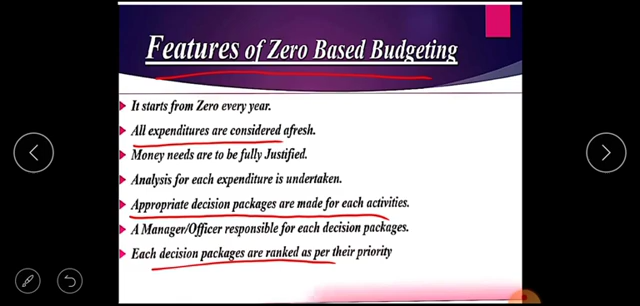 Features of Zero Based Budgeting
It starts from Zero every year.
All expenditures are considered afresh.
Money needs are to be fully Justified.
Analysis for each expenditure is undertaken.
Appropriate decision packages are made for each activities.
A Manager/Officer responsible for each decision packages.
Each decision packages are ranked as per their priority